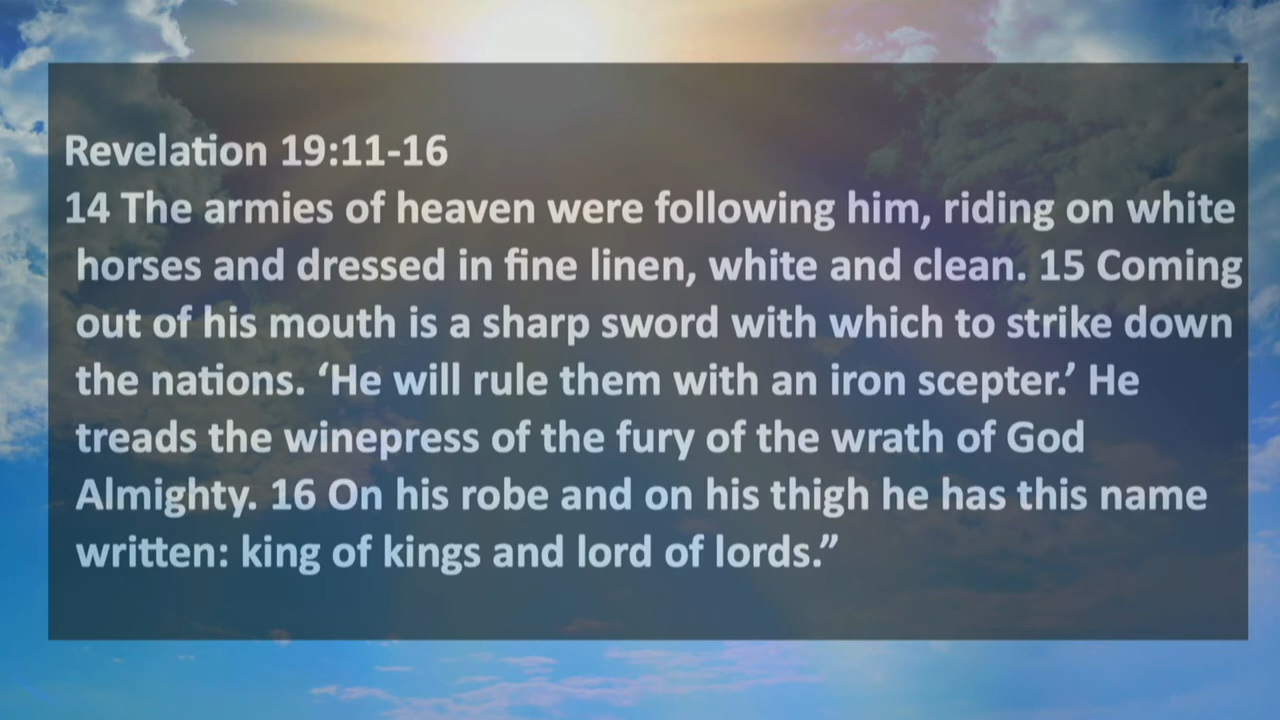 Revelation 19:11-16
14 The armies of heaven were following him, riding on white
horses and dressed in fine linen, white and clean. 15 Coming
out of his mouth is a sharp sword with which to strike down
the nations. ‘He will rule them with an iron scepter.’ He
treads the winepress of the fury of the wrath of God
Almighty. 16 On his robe and on his thigh he has this name
written: king of kings and lord of lords.”